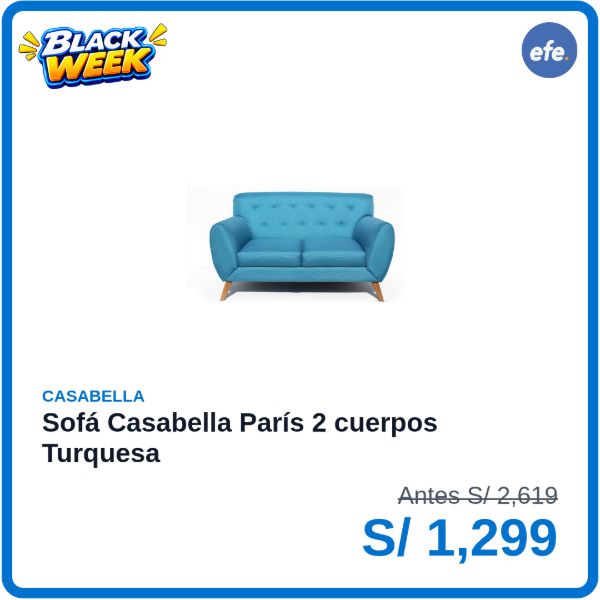 BLACK
WEEK
efe.
CASABELLA
Sofá Casabella París 2 cuerpos
Turquesa
Antes S/ 2,619
S/ 1,299